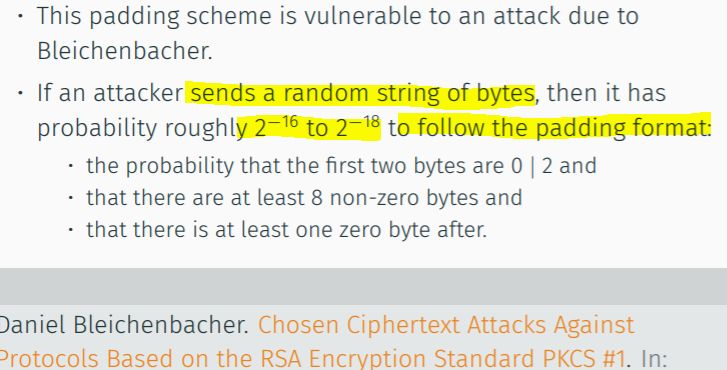 • This padding scheme is vulnerable to an attack due to
Bleichenbacher.
• If an attacker sends a random string of bytes, then it has
probability roughly 2⁻¹⁶ to 2⁻¹⁸ to follow the padding format:
• the probability that the first two bytes are 0 | 2 and
• that there are at least 8 non-zero bytes and
• that there is at least one zero byte after.
Daniel Bleichenbacher. Chosen Ciphertext Attacks Against
Protocols Based on the RSA Encryption Standard PKCS #1. In: